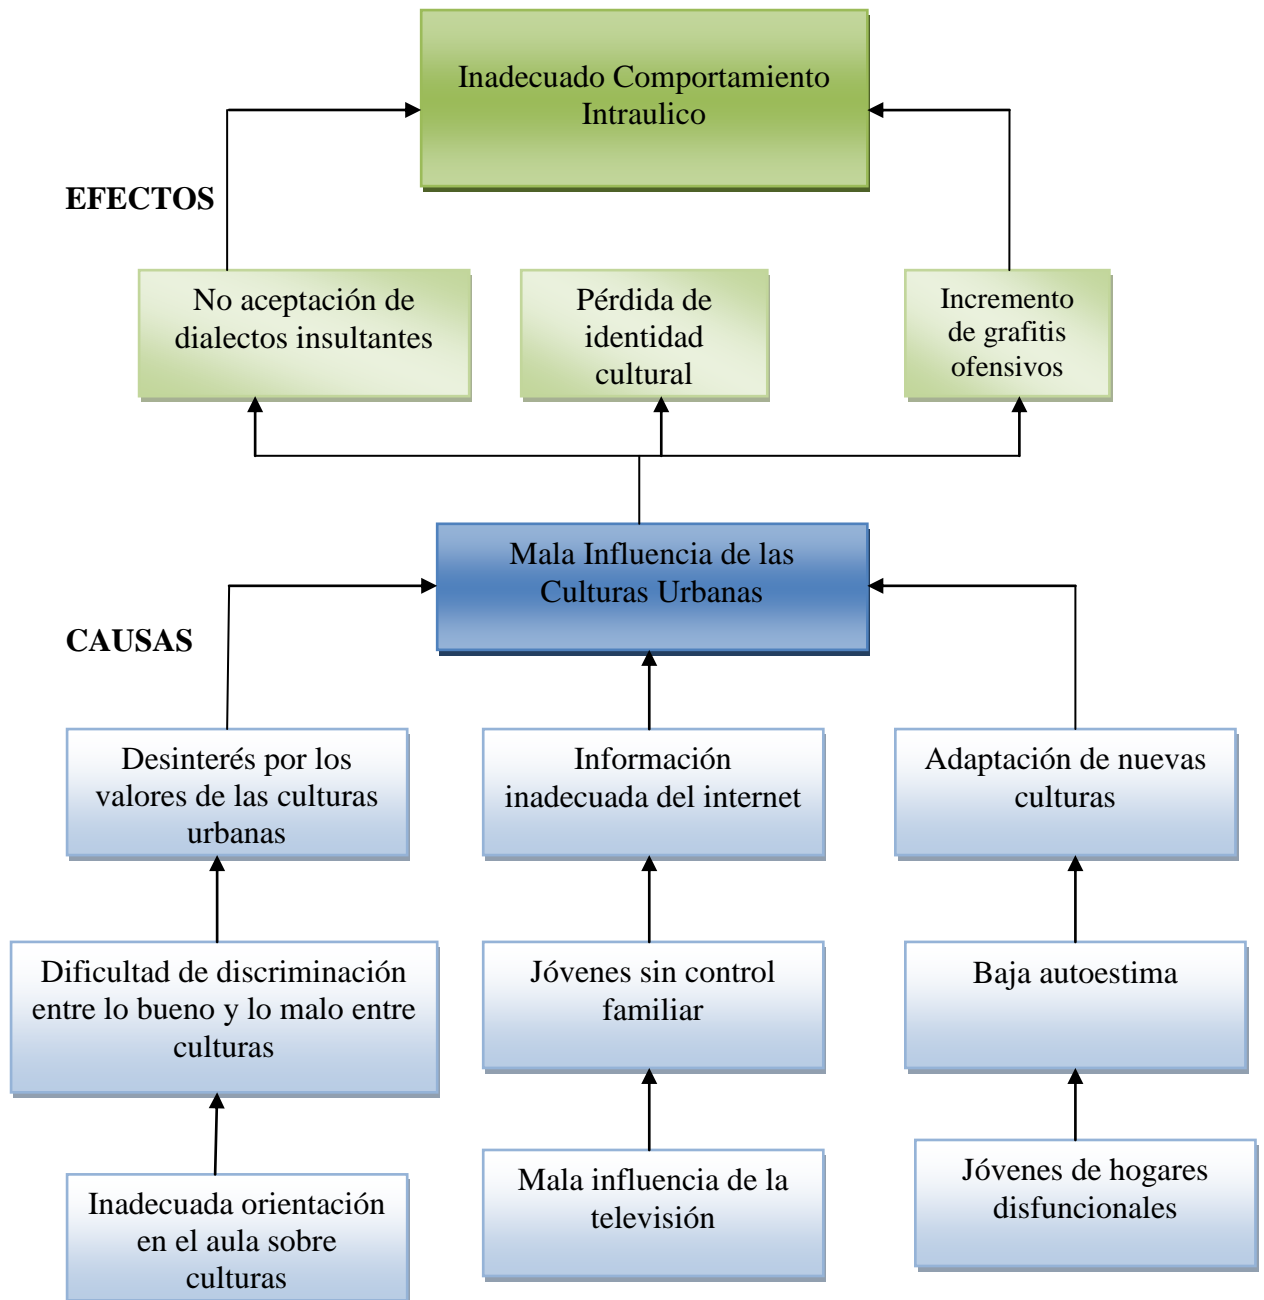 Inadecuado Comportamiento
Intraulico
EFECTOS
No aceptación de
dialectos insultantes
Pérdida de
identidad
cultural
Incremento
de grafitis
ofensivos
Mala Influencia de las
Culturas Urbanas
CAUSAS
Desinterés por los
valores de las culturas
urbanas
Información
inadecuada del internet
Adaptación de nuevas
culturas
Dificultad de discriminación
entre lo bueno y lo malo entre
culturas
Jóvenes sin control
familiar
Baja autoestima
Inadecuada orientación
en el aula sobre
culturas
Mala influencia de la
televisión
Jóvenes de hogares
disfuncionales